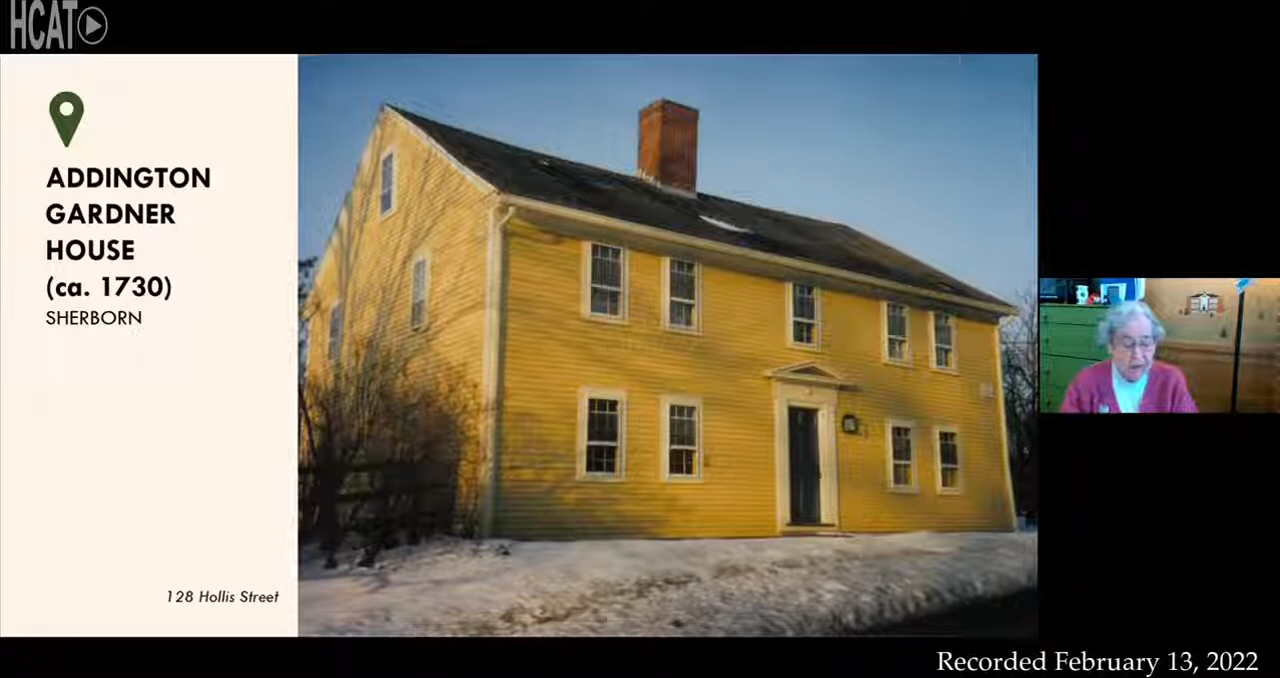 HCAT
ADDINGTON
GARDNER
HOUSE
(ca. 1730)
SHERBORN
128 Hollis Street
Recorded February 13, 2022